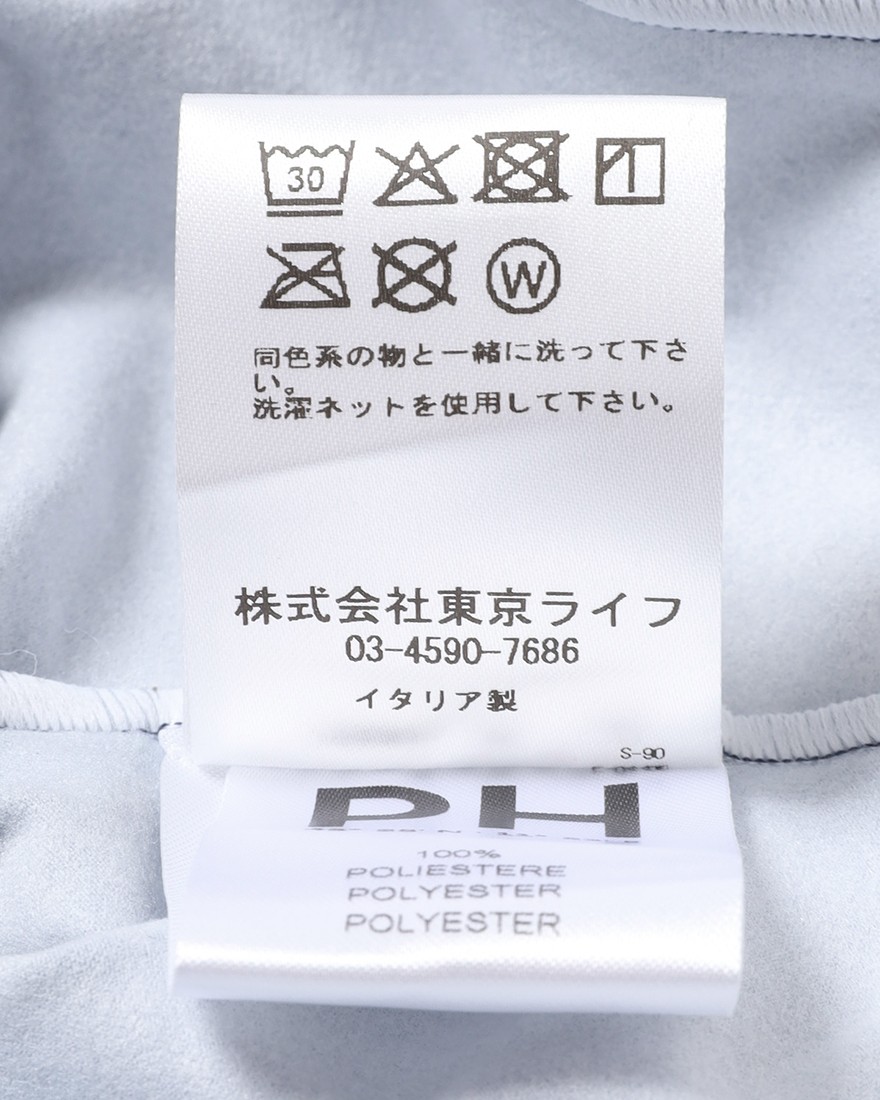 30
W
同色系の物と一緒に洗って下さ
い。
洗濯ネットを使用して下さい。
株式会社東京ライフ
03-4590-7686
イタリア製
S-90
PH
100%
POLIESTERE
POLYESTER
POLYESTER